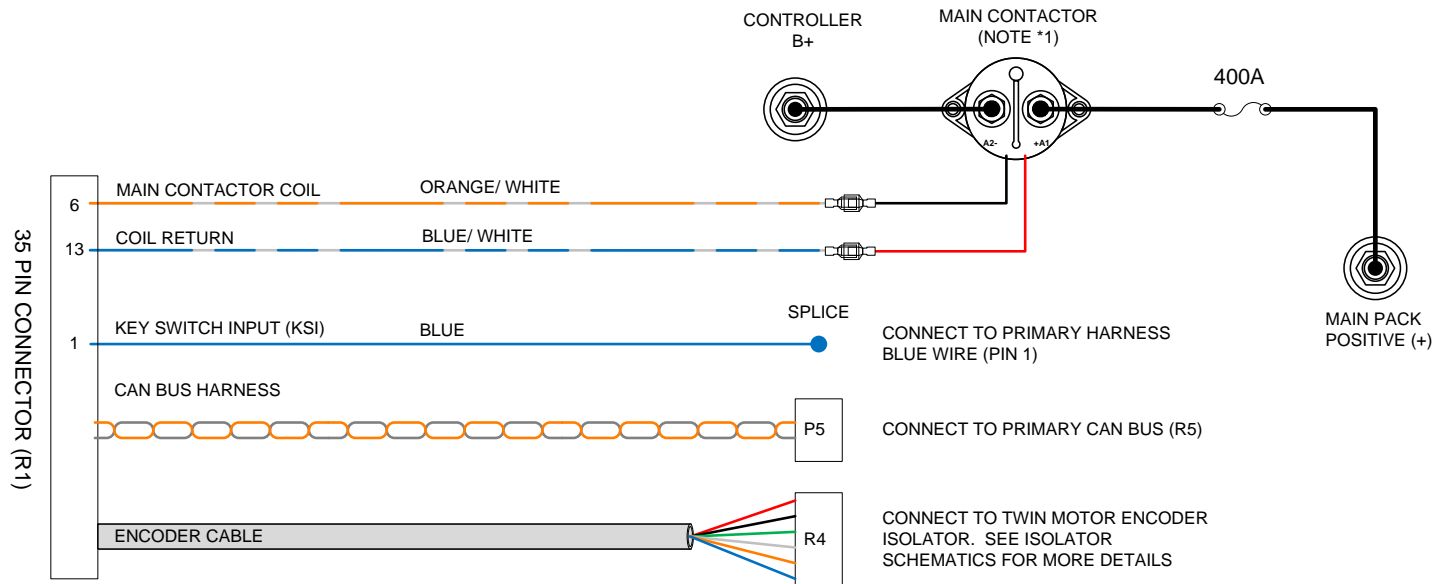 CONTROLLER
B+
MAIN CONTACTOR
(NOTE *1)
400A
A2-
+A1
MAIN PACK
POSITIVE (+)
35 PIN CONNECTOR (R1)
6
MAIN CONTACTOR COIL
ORANGE/ WHITE
13
COIL RETURN
BLUE/ WHITE
1
KEY SWITCH INPUT (KSI)
BLUE
SPLICE
CONNECT TO PRIMARY HARNESS
BLUE WIRE (PIN 1)
CAN BUS HARNESS
P5
CONNECT TO PRIMARY CAN BUS (R5)
ENCODER CABLE
R4
CONNECT TO TWIN MOTOR ENCODER
ISOLATOR. SEE ISOLATOR
SCHEMATICS FOR MORE DETAILS